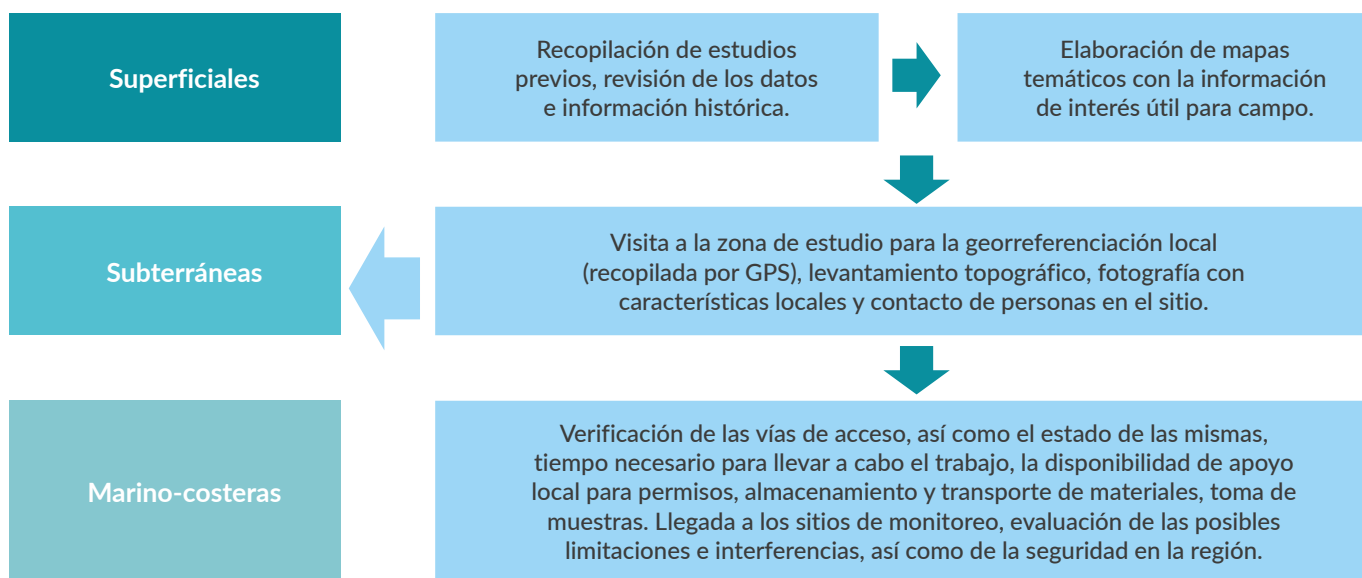 Superficiales
Recopilación de estudios
previos, revisión de los datos
e información histórica.
Elaboración de mapas
temáticos con la información
de interés útil para campo.
Subterráneas
Visita a la zona de estudio para la georreferenciación local
(recopilada por GPS), levantamiento topográfico, fotografía con
características locales y contacto de personas en el sitio.
Marino-costeras
Verificación de las vías de acceso, así como el estado de las mismas,
tiempo necesario para llevar a cabo el trabajo, la disponibilidad de apoyo
local para permisos, almacenamiento y transporte de materiales, toma de
muestras. Llegada a los sitios de monitoreo, evaluación de las posibles
limitaciones e interferencias, así como de la seguridad en la región.